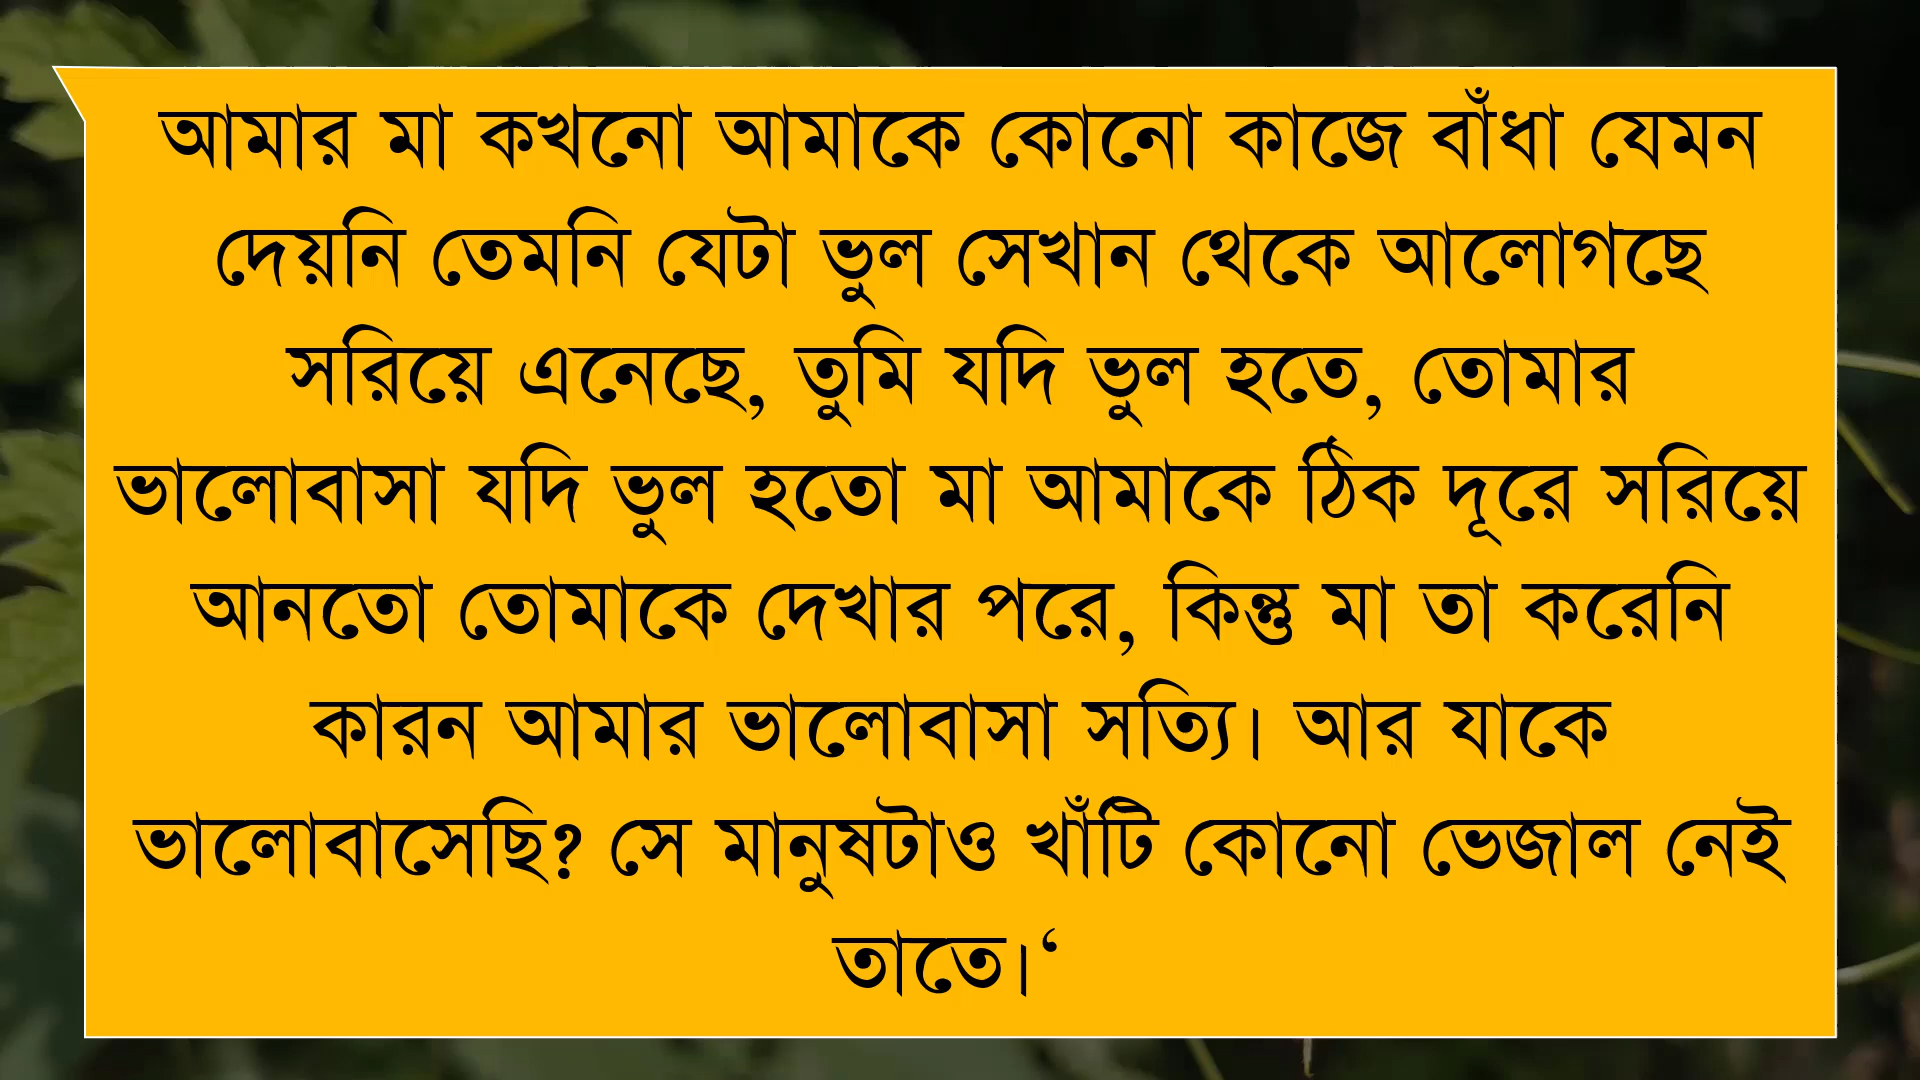 আমার মা কখনো আমাকে কোনো কাজে বাঁধা যেমন
দেয়নি তেমনি যেটা ভুল সেখান থেকে আলোগছে
সরিয়ে এনেছে, তুমি যদি ভুল হতে, তোমার
ভালোবাসা যদি ভুল হতো মা আমাকে ঠিক দূরে সরিয়ে
আনতো তোমাকে দেখার পরে, কিন্তু মা তা করেনি
কারন আমার ভালোবাসা সত্যি। আর যাকে
ভালোবাসেছি? সে মানুষটাও খাঁটি কোনো ভেজাল নেই
তাতে।‘